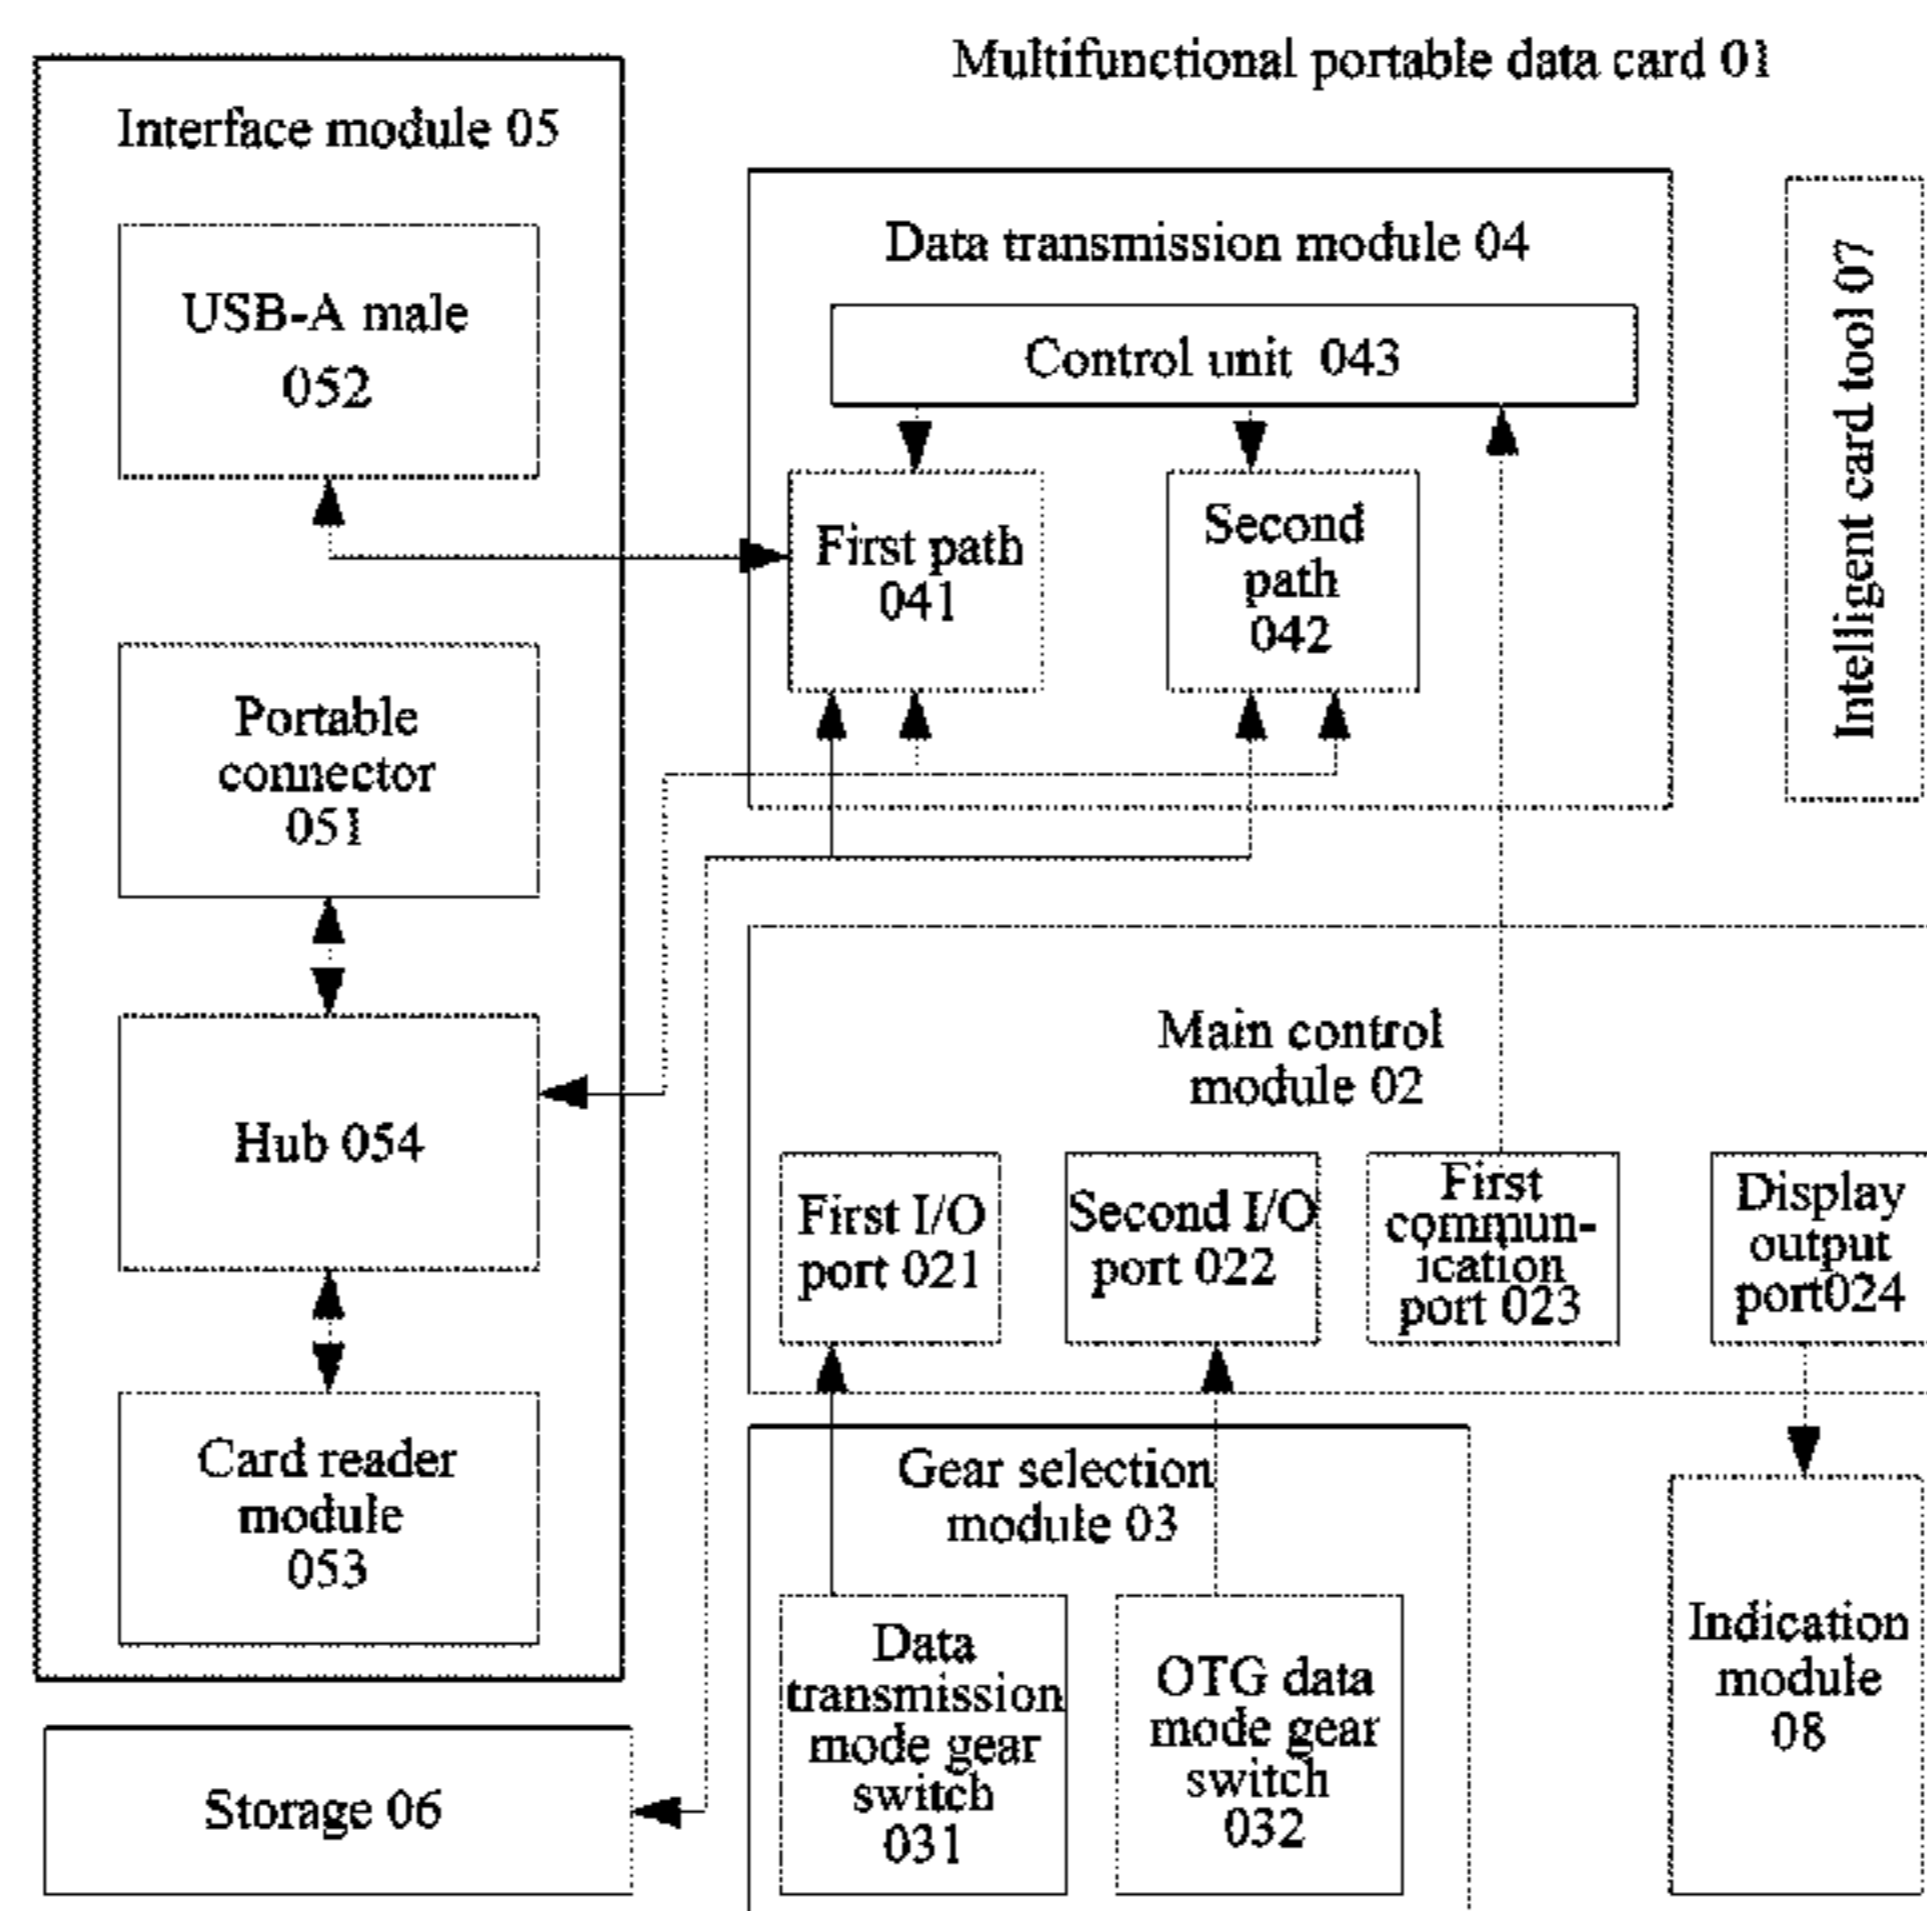 Multifunctional portable data card 01
Interface module 05
USB-A male
052
Portable
connector
051
Hub 054
Card reader
module
053
Storage 06
Data transmission module 04
Control unit 043
First path
041
Second
path
042
Intelligent card tool 07
Main control
module 02
First I/O
port 021
Second I/O
port 022
First
commun-
ication
port 023
Display
output
port024
Gear selection
module 03
Data
transmission
mode gear
switch
031
OTG data
mode gear
switch
032
Indication
module
08